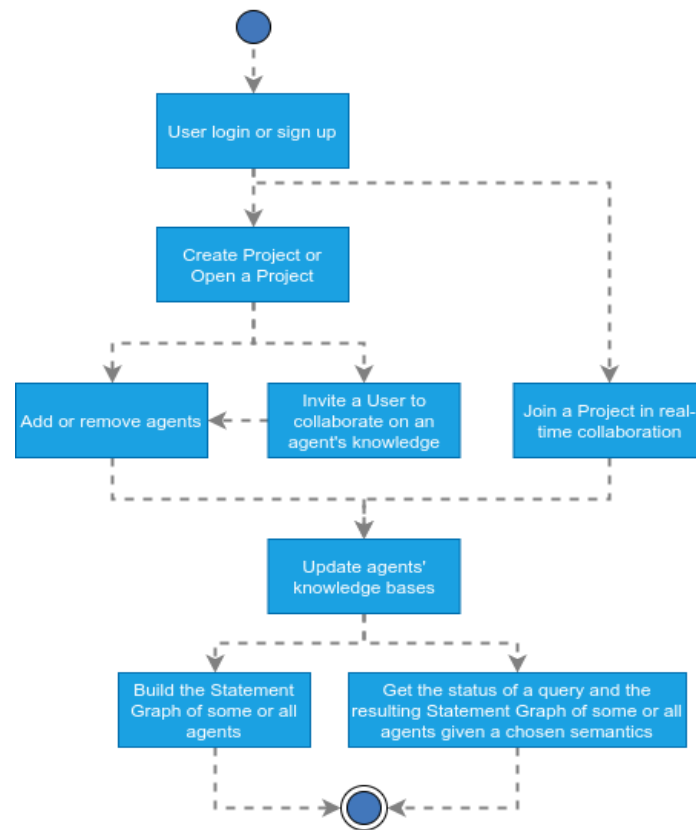 User login or sign up
Create Project or
Open a Project
Add or remove agents
Invite a User to
collaborate on an
agent's knowledge
Join a Project in real-
time collaboration
Update agents'
knowledge bases
Build the Statement
Graph of some or all
agents
Get the status of a query and the
resulting Statement Graph of some or all
agents given a chosen semantics